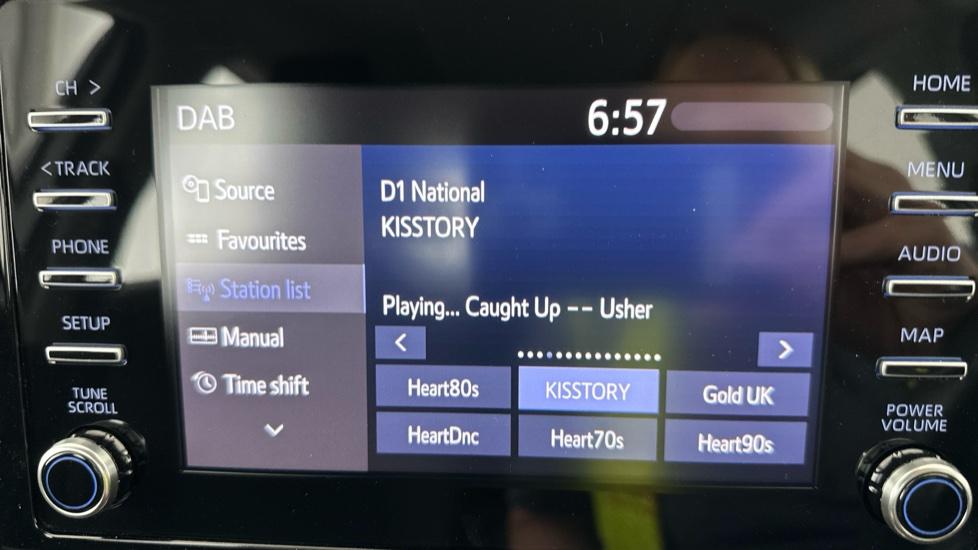 CH >
< TRACK
PHONE
SETUP
TUNE
SCROLL
DAB
6:57
Source
Favourites
Station list
Manual
Time shift
D1 National
KISSTORY
Playing... Caught Up -- Usher
<
>
Heart80s
KISSTORY
Gold UK
HeartDnc
Heart70s
Heart90s
HOME
MENU
AUDIO
MAP
POWER
VOLUME